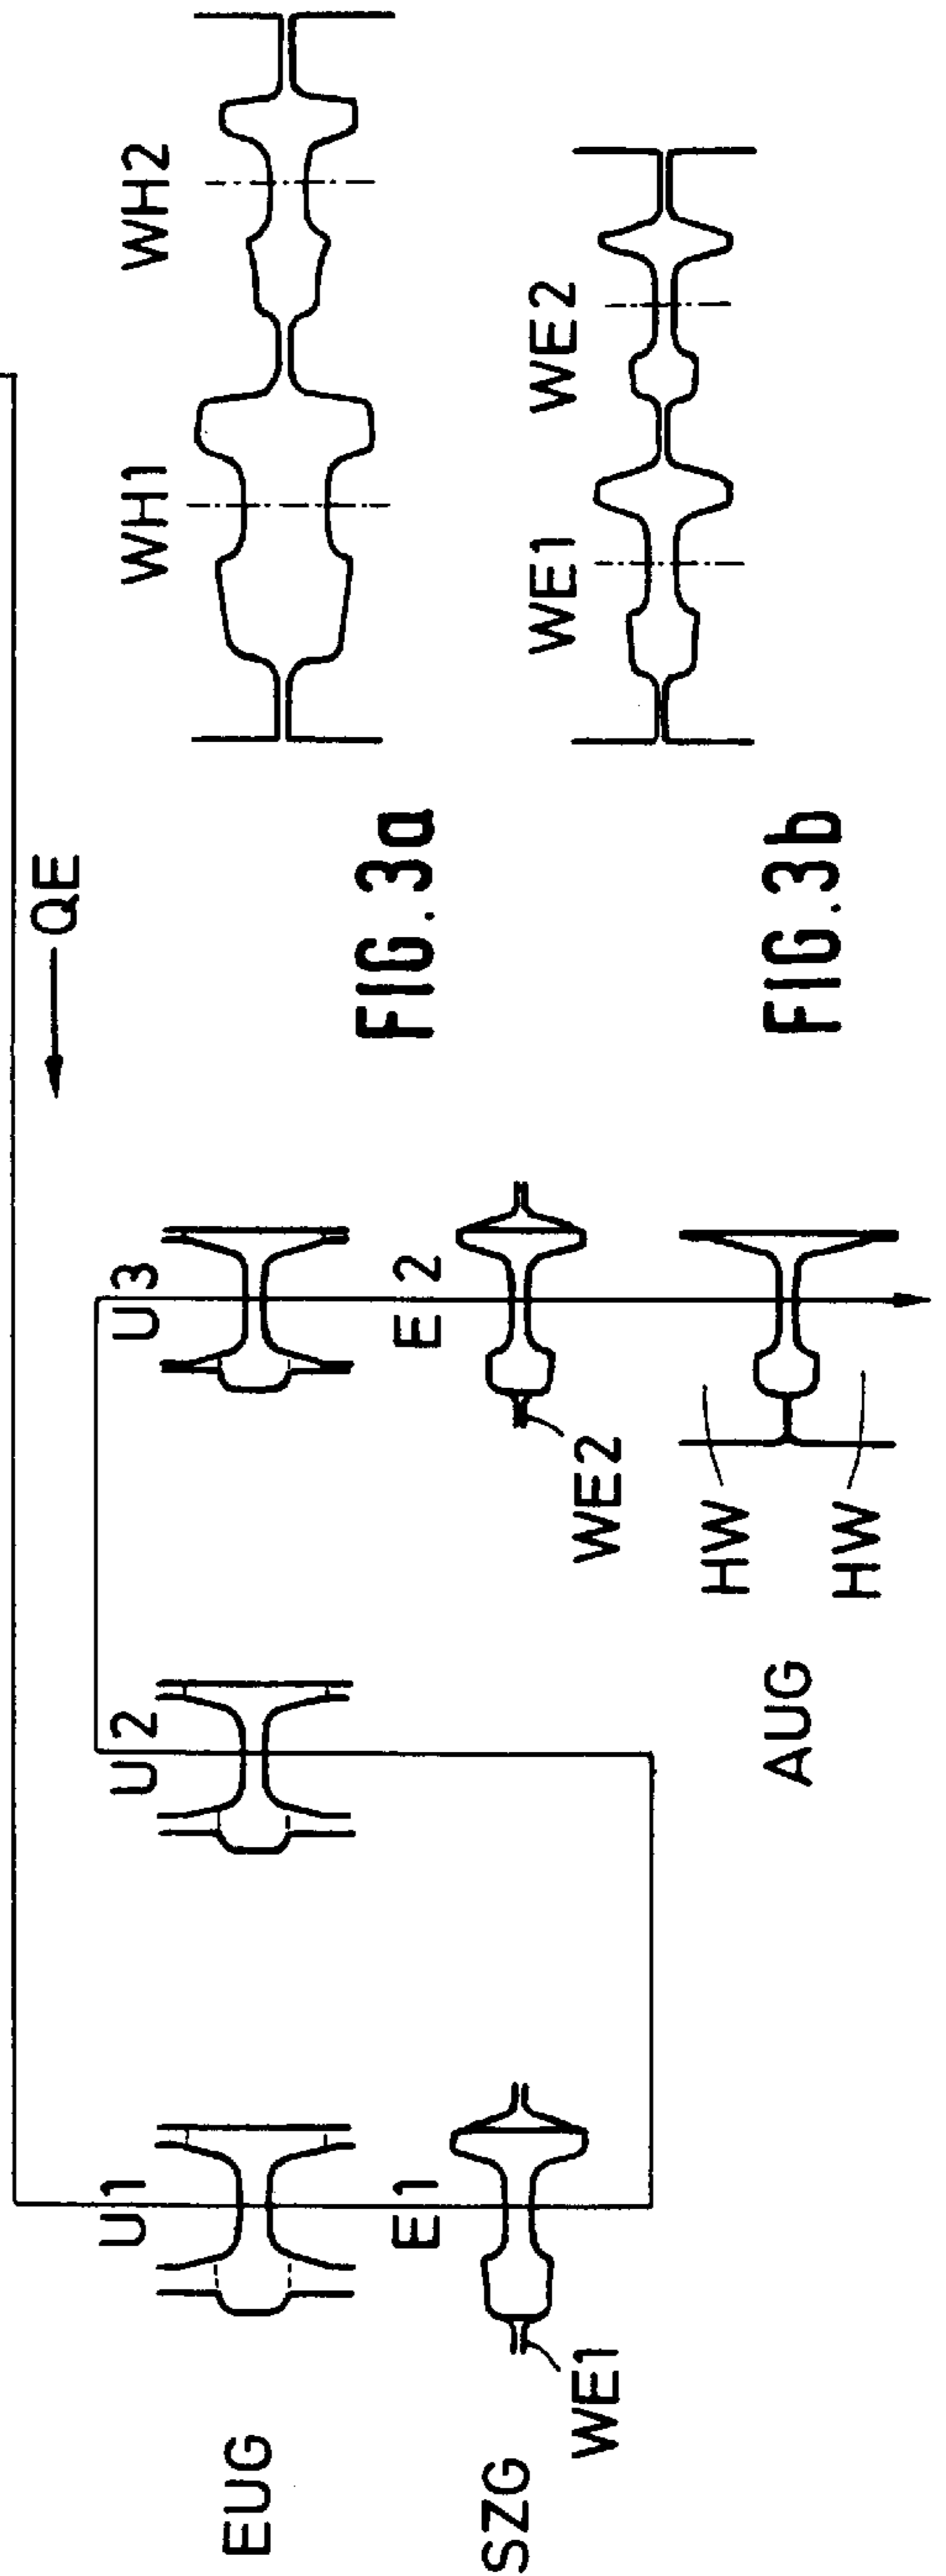 QE
U1
U2
U3
WH1
WH2
EUG
E1
E2
FIG.3a
SZG
WE1
WE2
WE1
WE2
HW
AUG
HW
FIG.3b